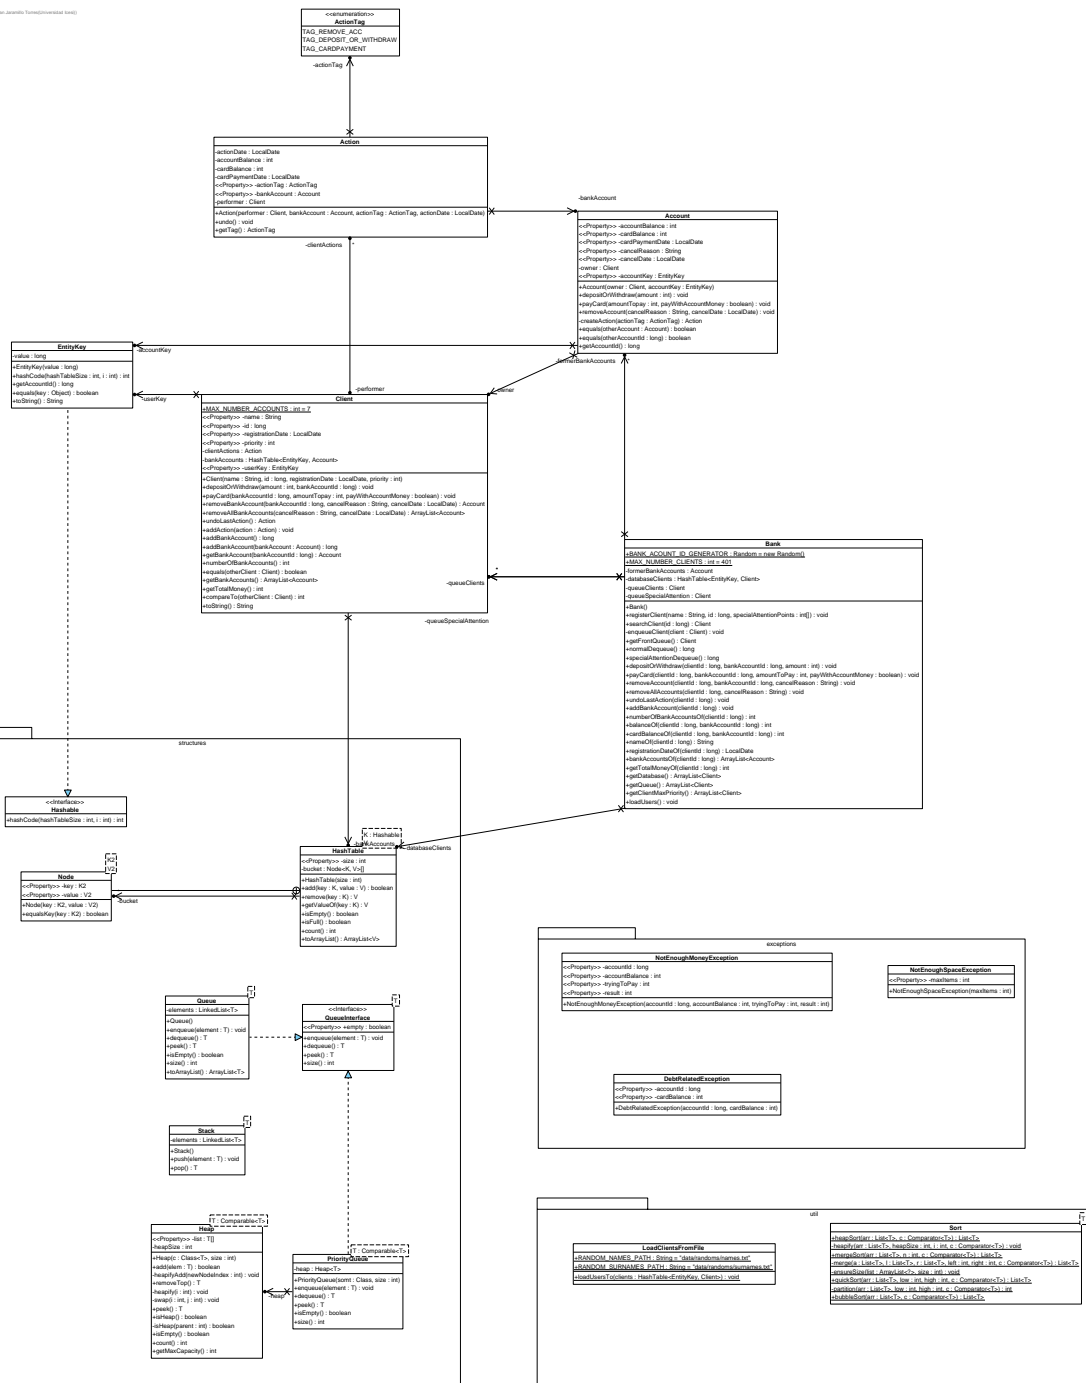 en Jaramillo Torres(Universidad Icesi)
<<enumeration>>
ActionTag
TAG_REMOVE_ACC
TAG_DEPOSIT_OR_WITHDRAW
TAG_CARDPAYMENT
-actionTag
Action
-actionDate : LocalDate
-accountBalance : int
-cardBalance : int
-cardPaymentDate : LocalDate
<<Property>> -actionTag : ActionTag
<<Property>> -bankAccount : Account
-performer : Client
+Action(performer : Client, bankAccount : Account, actionTag : ActionTag, actionDate : LocalDate)
+undo() : void
+getTag() : ActionTag
-clientActions
*
-bankAccount
Account
<<Property>> -accountBalance : int
<<Property>> -cardBalance : int
<<Property>> -cardPaymentDate : LocalDate
<<Property>> -cancelReason : String
<<Property>> -cancelDate : LocalDate
-owner : Client
<<Property>> -accountKey : EntityKey
+Account(owner : Client, accountKey : EntityKey)
+depositOrWithdraw(amount : int) : void
+payCard(amountTopay : int, payWithAccountMoney : boolean) : void
+removeAccount(cancelReason : String, cancelDate : LocalDate) : void
-createAction(actionTag : ActionTag) : Action
+equals(otherAccount : Account) : boolean
+equals(otherAccountId : long) : boolean
+getAccountId() : long
-formerBankAccounts
*
EntityKey
-value : long
+EntityKey(value : long)
+hashCode(hashTableSize : int, i : int) : int
+getAccountId() : long
+equals(key : Object) : boolean
+toString() : String
-accountKey
-userKey
-performer
-owner
Client
+MAX_NUMBER_ACCOUNTS : int = 7
<<Property>> -name : String
<<Property>> -id : long
<<Property>> -registrationDate : LocalDate
<<Property>> -priority : int
-clientActions : Action
-bankAccounts : HashTable<EntityKey, Account>
<<Property>> -userKey : EntityKey
+Client(name : String, id : long, registrationDate : LocalDate, priority : int)
+depositOrWithdraw(amount : int, bankAccountId : long) : void
+payCard(bankAccountId : long, amountTopay : int, payWithAccountMoney : boolean) : void
+removeBankAccount(bankAccountId : long, cancelReason : String, cancelDate : LocalDate) : Account
+removeAllBankAccounts(cancelReason : String, cancelDate : LocalDate) : ArrayList<Account>
+undoLastAction() : Action
+addAction(action : Action) : void
+addBankAccount() : long
+addBankAccount(bankAccount : Account) : long
+getBankAccount(bankAccountId : long) : Account
+numberOfBankAccounts() : int
+equals(otherClient : Client) : boolean
+getBankAccounts() : ArrayList<Account>
+getTotalMoney() : int
+compareTo(otherClient : Client) : int
+toString() : String
-queueClients
*
-queueSpecialAttention
Bank
+BANK_ACOUNT_ID_GENERATOR : Random = new Random()
+MAX_NUMBER_CLIENTS : int = 401
-formerBankAccounts : Account
-databaseClients : HashTable<EntityKey, Client>
-queueClients : Client
-queueSpecialAttention : Client
+Bank()
+registerClient(name : String, id : long, specialAttentionPoints : int[]) : void
+searchClient(id : long) : Client
-enqueueClient(client : Client) : void
+getFrontQueue() : Client
+normalDequeue() : long
+specialAttentionDequeue() : long
+depositOrWithdraw(clientId : long, bankAccountId : long, amount : int) : void
+payCard(clientId : long, bankAccountId : long, amountToPay : int, payWithAccountMoney : boolean) : void
+removeAccount(clientId : long, bankAccountId : long, cancelReason : String) : void
+removeAllAccounts(clientId : long, cancelReason : String) : void
+undoLastAction(clientId : long) : void
+addBankAccount(clientId : long) : void
+numberOfBankAccountsOf(clientId : long) : int
+balanceOf(clientId : long, bankAccountId : long) : int
+cardBalanceOf(clientId : long, bankAccountId : long) : int
+nameOf(clientId : long) : String
+registrationDateOf(clientId : long) : LocalDate
+bankAccountsOf(clientId : long) : ArrayList<Account>
+getTotalMoneyOf(clientId : long) : int
+getDatabase() : ArrayList<Client>
+getQueue() : ArrayList<Client>
+getClientMaxPriority() : ArrayList<Client>
+loadUsers() : void
structures
<<Interface>>
Hashable
+hashCode(hashTableSize : int, i : int) : int
K : Hashable
V
-bankAccounts
-databaseClients
HashTable
<<Property>> -size : int
-bucket : Node<K, V>[]
+HashTable(size : int)
+add(key : K, value : V) : boolean
+remove(key : K) : V
+getValueOf(key : K) : V
+isEmpty() : boolean
+isFull() : boolean
+count() : int
+toArrayList() : ArrayList<V>
K2
V2
Node
<<Property>> -key : K2
<<Property>> -value : V2
+Node(key : K2, value : V2)
+equalsKey(key : K2) : boolean
-bucket
T
Queue
-elements : LinkedList<T>
+Queue()
+enqueue(element : T) : void
+dequeue() : T
+peek() : T
+isEmpty() : boolean
+size() : int
+toArrayList() : ArrayList<T>
T
<<Interface>>
QueueInterface
<<Property>> +empty : boolean
+enqueue(element : T) : void
+dequeue() : T
+peek() : T
+size() : int
T
Stack
-elements : LinkedList<T>
+Stack()
+push(element : T) : void
+pop() : T
T : Comparable<T>
Heap
<<Property>> -list : T[]
-heapSize : int
+Heap(c : Class<T>, size : int)
+add(elem : T) : boolean
-heapifyAdd(newNodeIndex : int) : void
+removeTop() : T
-heapify(i : int) : void
-swap(i : int, j : int) : void
+peek() : T
+isHeap() : boolean
-isHeap(parent : int) : boolean
+isEmpty() : boolean
+count() : int
+getMaxCapacity() : int
-heap
T : Comparable<T>
PriorityQueue
-heap : Heap<T>
+PriorityQueue(somt : Class, size : int)
+enqueue(element : T) : void
+dequeue() : T
+peek() : T
+isEmpty() : boolean
+size() : int
exceptions
NotEnoughMoneyException
<<Property>> -accountId : long
<<Property>> -accountBalance : int
<<Property>> -tryingToPay : int
<<Property>> -result : int
+NotEnoughMoneyException(accountId : long, accountBalance : int, tryingToPay : int, result : int)
NotEnoughSpaceException
<<Property>> -maxItems : int
+NotEnoughSpaceException(maxItems : int)
DebtRelatedException
<<Property>> -accountId : long
<<Property>> -cardBalance : int
+DebtRelatedException(accountId : long, cardBalance : int)
util
LoadClientsFromFile
+RANDOM_NAMES_PATH : String = "data/randoms/names.txt"
+RANDOM_SURNAMES_PATH : String = "data/randoms/surnames.txt"
+loadUsersTo(clients : HashTable<EntityKey, Client>) : void
T
Sort
+heapSort(arr : List<T>, c : Comparator<T>) : List<T>
-heapify(arr : List<T>, heapSize : int, i : int, c : Comparator<T>) : void
+mergeSort(arr : List<T>, n : int, c : Comparator<T>) : List<T>
-merge(a : List<T>, l : List<T>, r : List<T>, left : int, right : int, c : Comparator<T>) : List<T>
-ensureSize(list : ArrayList<?>, size : int) : void
+quickSort(arr : List<T>, low : int, high : int, c : Comparator<T>) : List<T>
-partition(arr : List<T>, low : int, high : int, c : Comparator<T>) : int
+bubbleSort(arr : List<T>, c : Comparator<T>) : List<T>